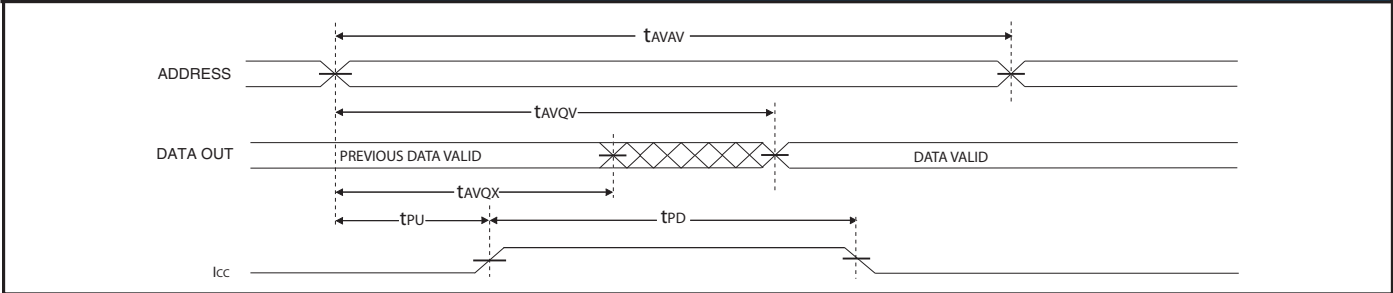 tAVAV
ADDRESS
tAVQV
DATA OUT
PREVIOUS DATA VALID
DATA VALID
tAVQX
tPU
tPD
Icc